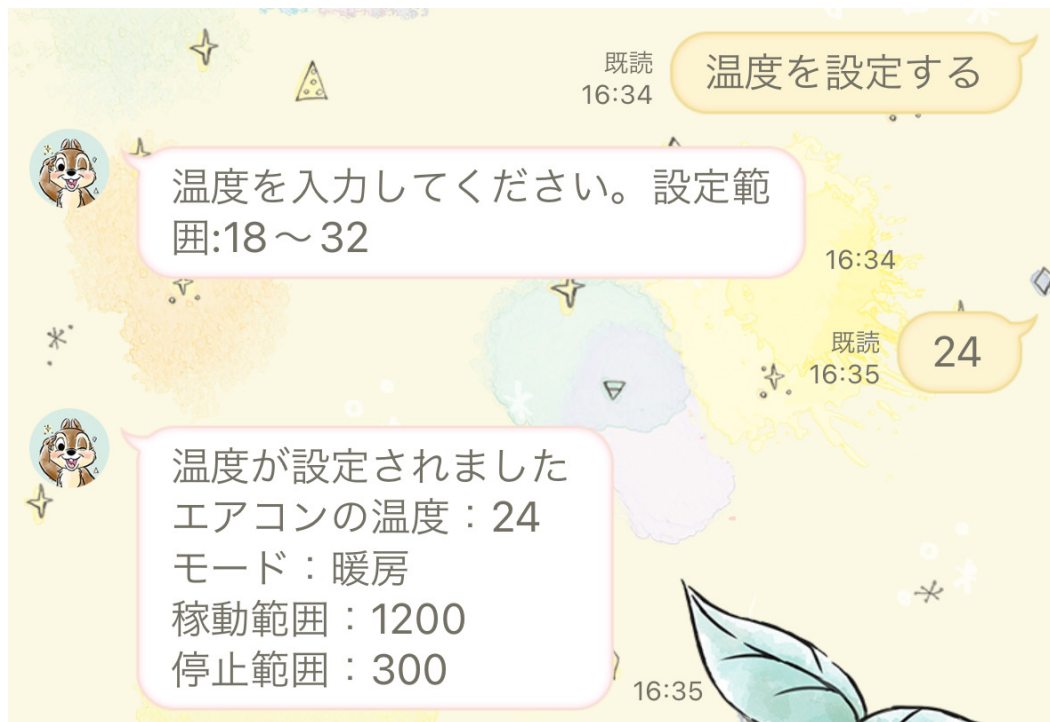 温度を設定する
既読
16:34
温度を入力してください。設定範
囲:18〜32
16:34
24
既読
16:35
温度が設定されました
エアコンの温度：24
モード：暖房
稼動範囲：1200
停止範囲：300
16:35